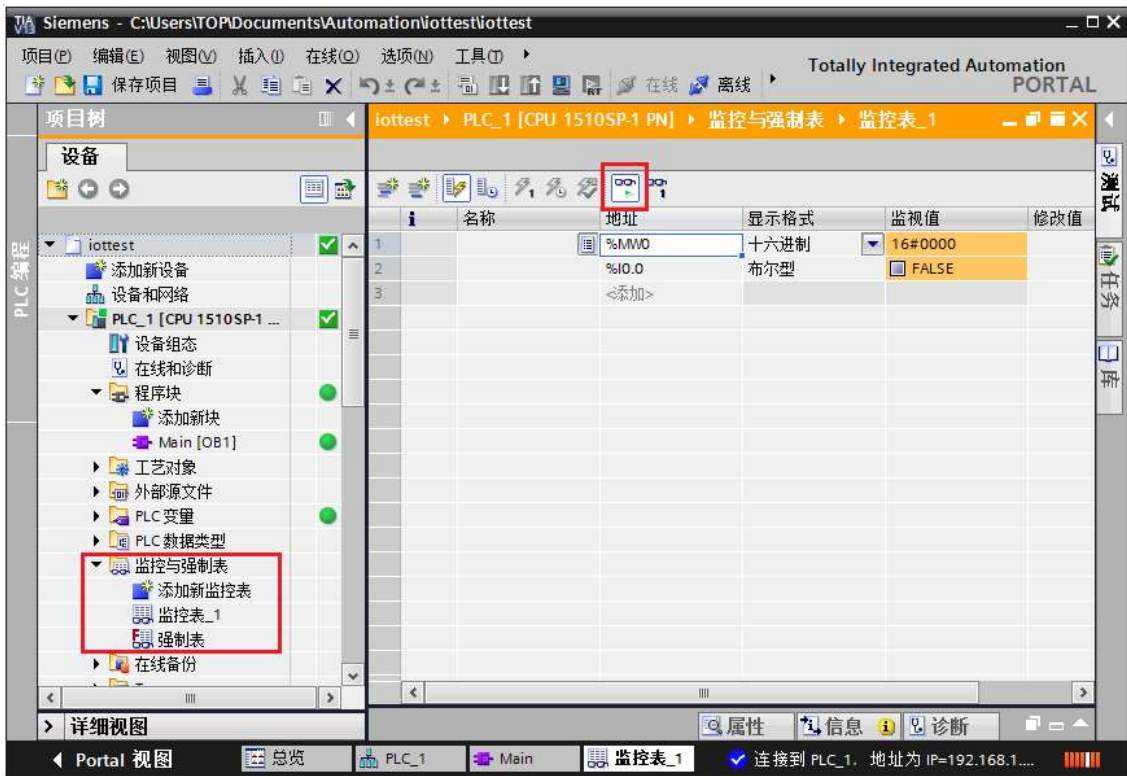 Siemens - C:\Users\TOP\Documents\Automation\iottest\iottest
项目(P) 编辑(E) 视图(V) 插入(I) 在线(O) 选项(N) 工具(T)
Totally Integrated Automation
PORTAL
保存项目 在线 离线
项目树
iottest PLC_1 [CPU 1510SP-1 PN] 监控与强制表 监控表_1
设备
i 名称 地址 显示格式 监视值 修改值
1 %MW0 十六进制 16#0000
2 %I0.0 布尔型 FALSE
3 <添加>
PLC 编程
iottest
添加新设备
设备和网络
PLC_1 [CPU 1510SP-1 ...
设备组态
在线和诊断
程序块
添加新块
Main [OB1]
工艺对象
外部源文件
PLC 变量
PLC 数据类型
监控与强制表
添加新监控表
监控表_1
强制表
在线备份
任务
库
详细视图
属性 信息 诊断
Portal 视图 总览 PLC_1 Main 监控表_1 连接到 PLC_1. 地址为 IP=192.168.1....